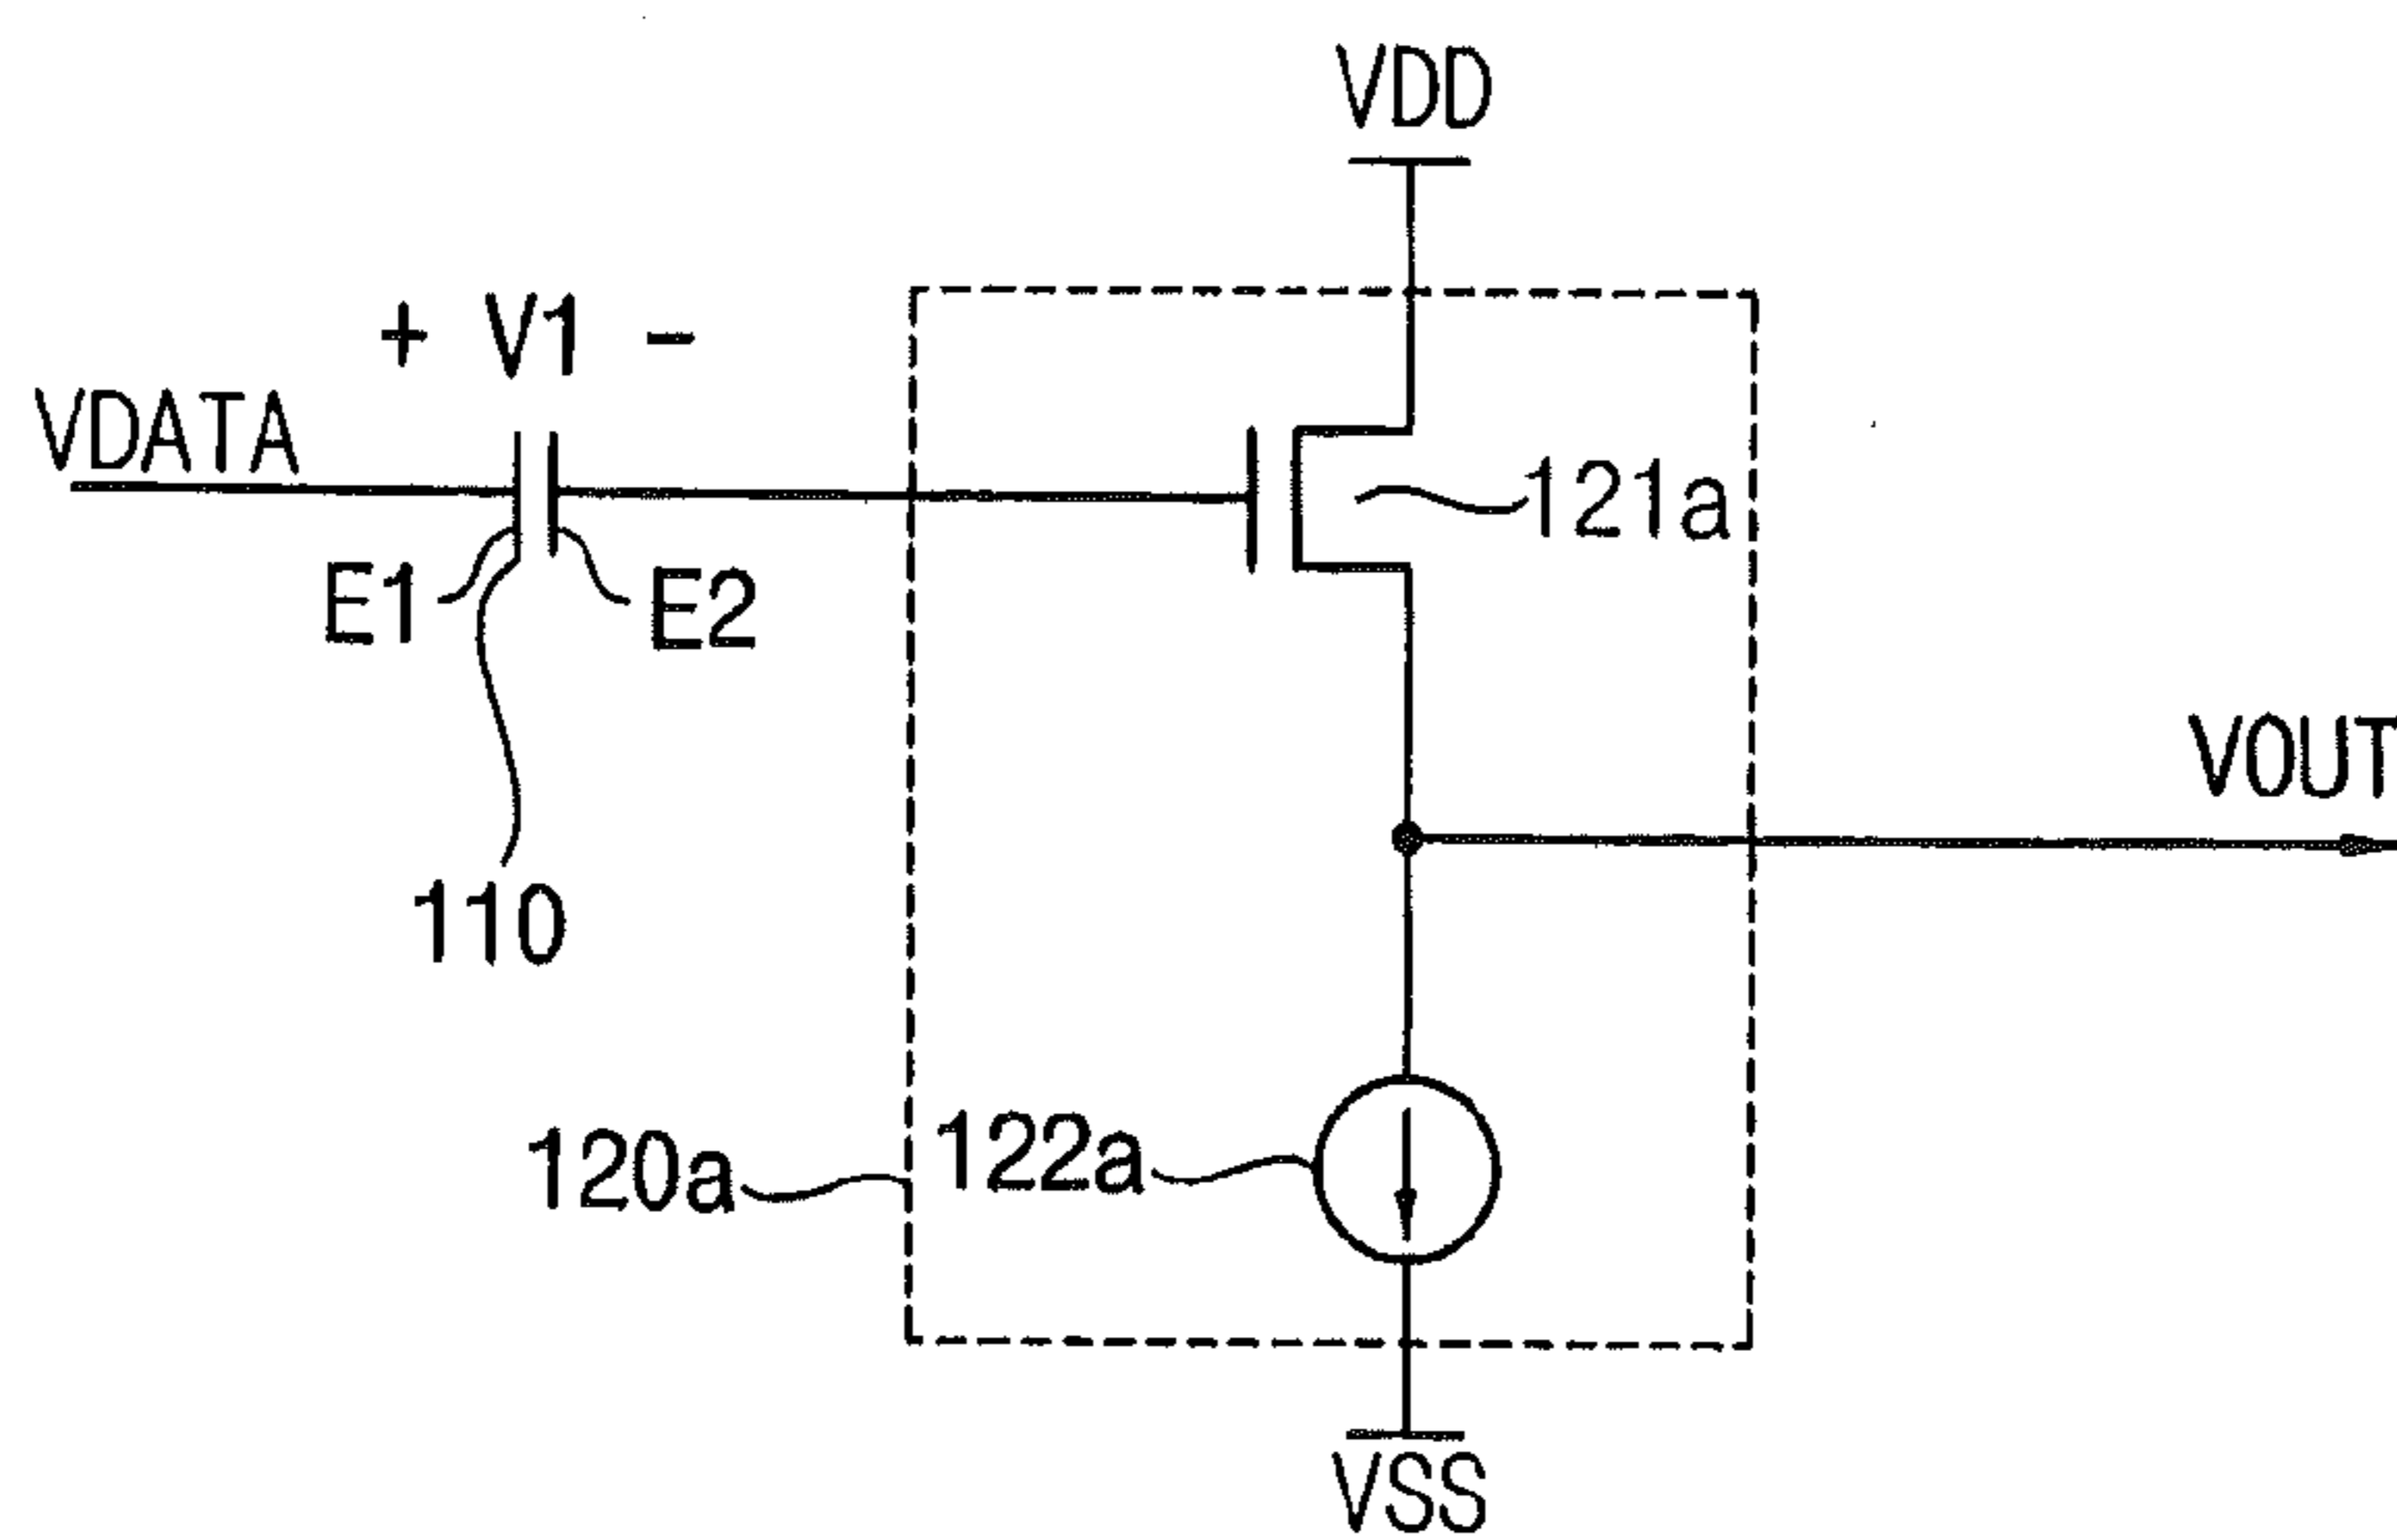 VDD
+ V1 -
VDATA
121a
E1
E2
VOUT
110
122a
120a
VSS